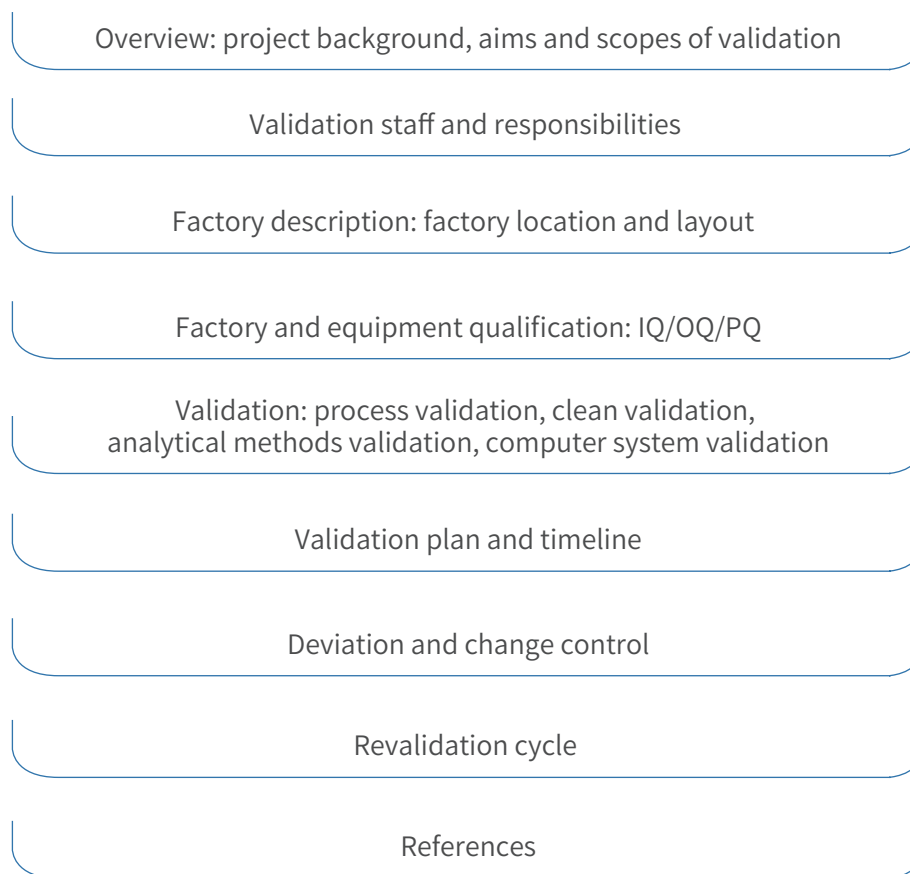 Overview: project background, aims and scopes of validation
Validation staff and responsibilities
Factory description: factory location and layout
Factory and equipment qualification: IQ/OQ/PQ
Validation: process validation, clean validation,
analytical methods validation, computer system validation
Validation plan and timeline
Deviation and change control
Revalidation cycle
References